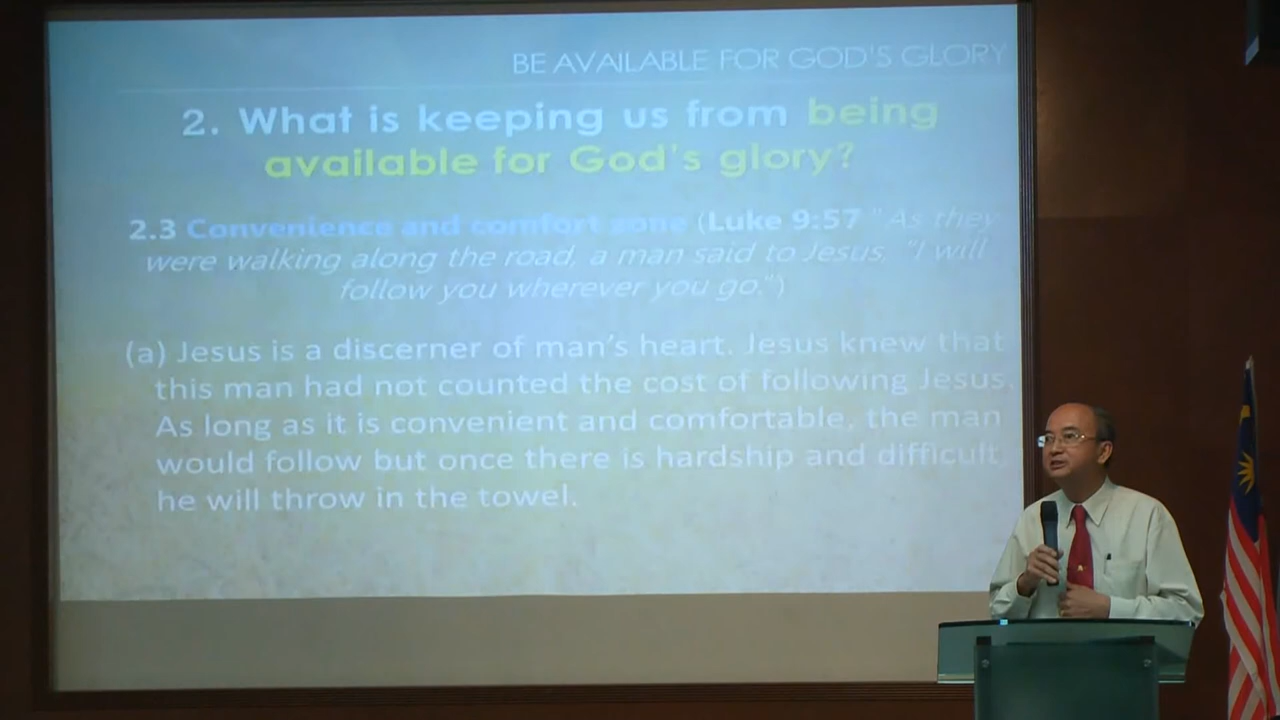 BE AVAILABLE FOR GOD'S GLORY
2. What is keeping us from being
available for God's glory?
2.3 Convenience and comfort zone (Luke 9:57 "As they
were walking along the road, a man said to Jesus, "I will
follow you wherever you go.")
(a) Jesus is a discerner of man's heart. Jesus knew that
this man had not counted the cost of following Jesus.
As long as it is convenient and comfortable, the man
would follow but once there is hardship and difficult,
he will throw in the towel.